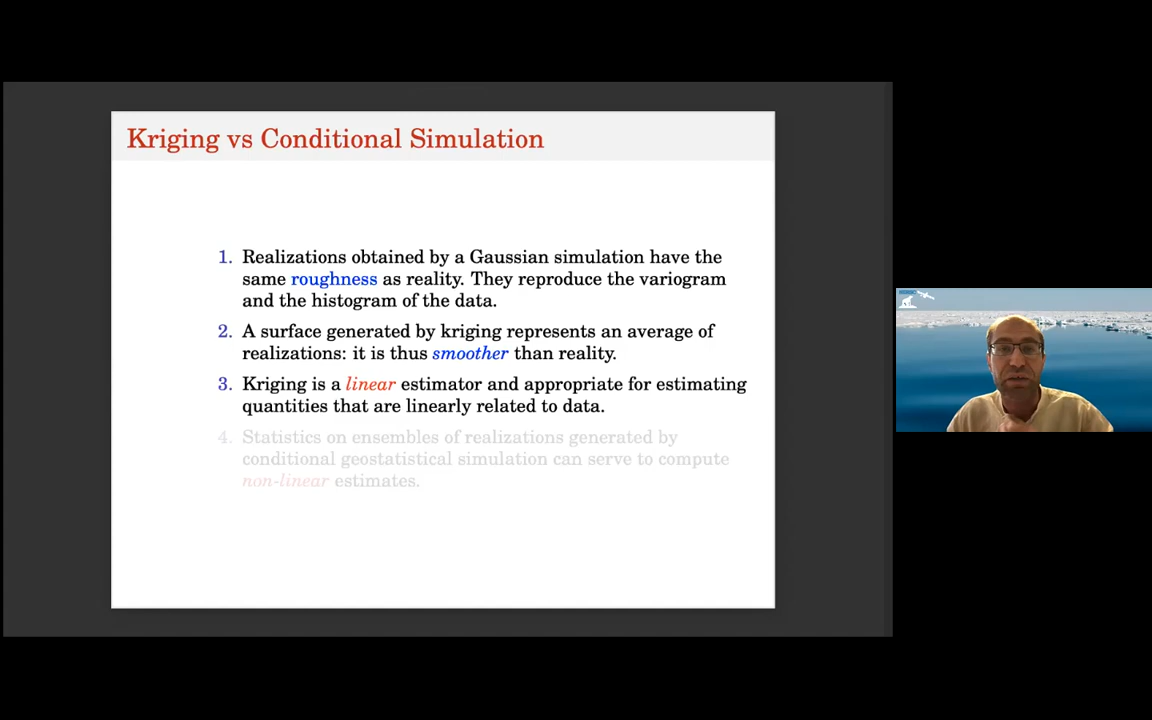 Kriging vs Conditional Simulation
1. Realizations obtained by a Gaussian simulation have the
same roughness as reality. They reproduce the variogram
and the histogram of the data.
2. A surface generated by kriging represents an average of
realizations: it is thus smoother than reality.
3. Kriging is a linear estimator and appropriate for estimating
quantities that are linearly related to data.
4. Statistics on ensembles of realizations generated by
conditional geostatistical simulation can serve to compute
non-linear estimates.